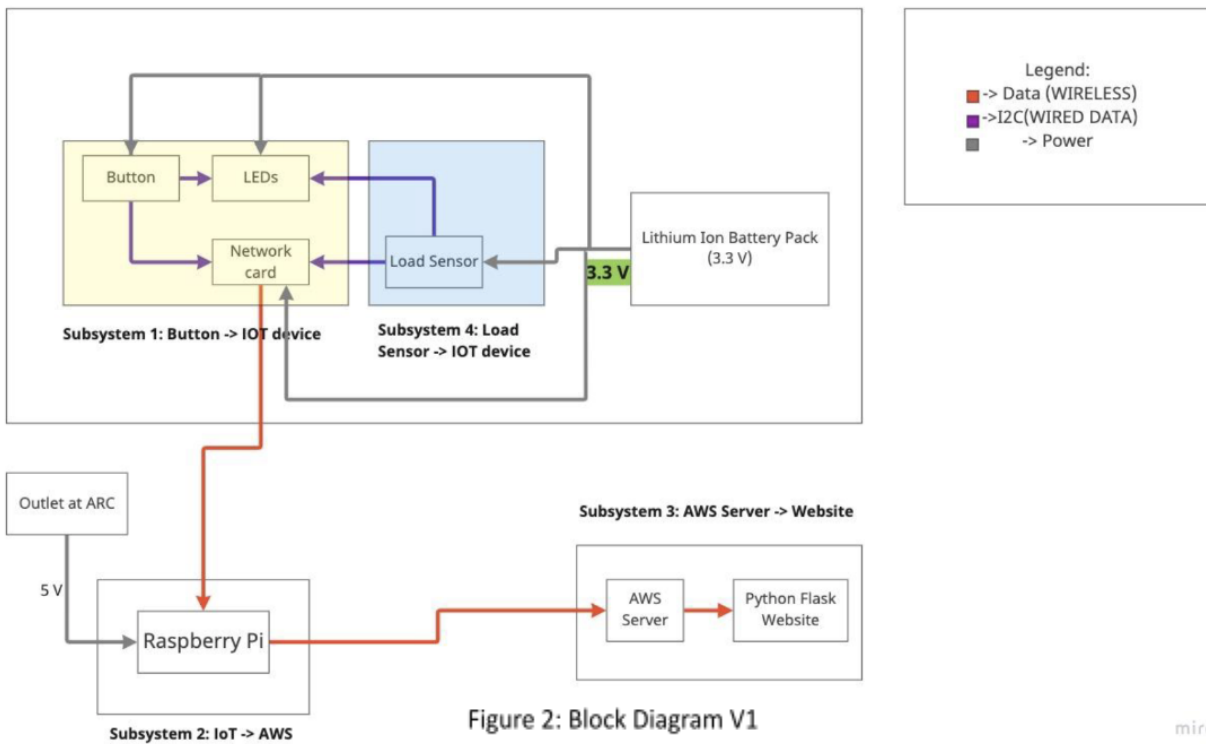 Legend:
-> Data (WIRELESS)
->I2C(WIRED DATA)
-> Power
Button
LEDs
Network
card
Load Sensor
Lithium Ion Battery Pack
(3.3 V)
3.3 V
Subsystem 1: Button -> IOT device
Subsystem 4: Load
Sensor -> IOT device
Outlet at ARC
5 V
Raspberry Pi
Subsystem 2: IoT -> AWS
Subsystem 3: AWS Server -> Website
AWS
Server
Python Flask
Website
Figure 2: Block Diagram V1